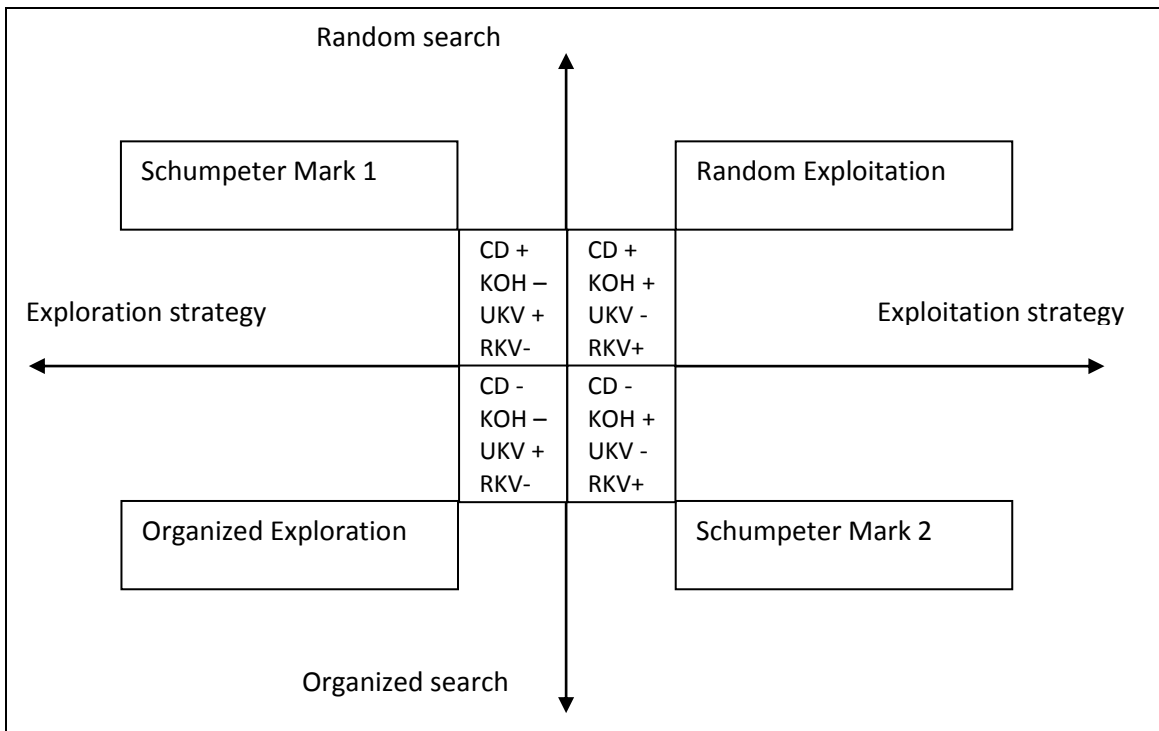 Random search
Schumpeter Mark 1
Random Exploitation
CD +
KOH –
UKV +
RKV-
CD +
KOH +
UKV -
RKV+
Exploration strategy
Exploitation strategy
CD -
KOH –
UKV +
RKV-
CD -
KOH +
UKV -
RKV+
Organized Exploration
Schumpeter Mark 2
Organized search